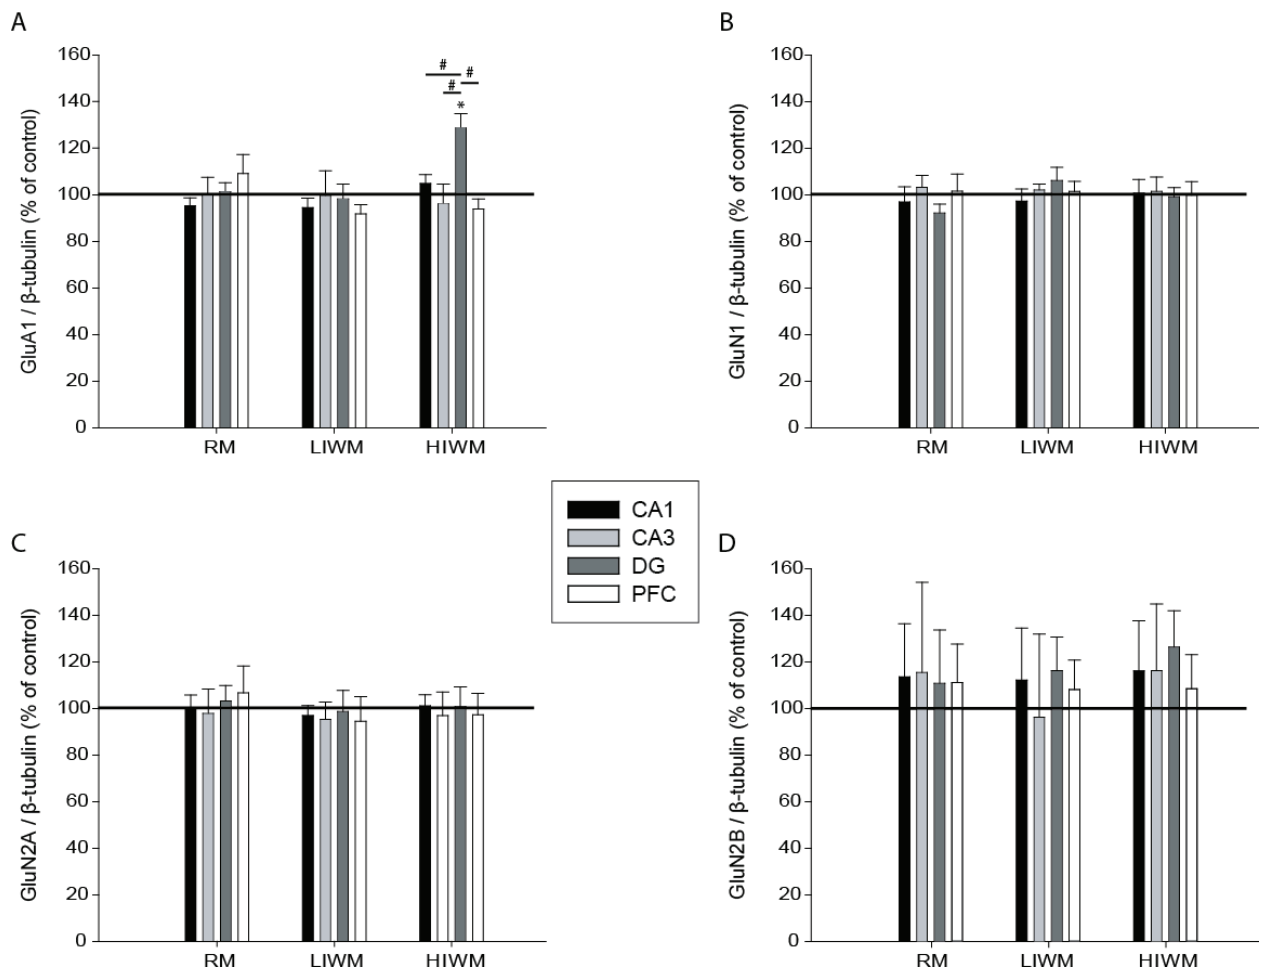 A
GluA1 / β-tubulin (% of control)
160
140
120
100
80
60
40
20
0
#
#
#
*
RM LIWM HIWM
B
GluN1 / β-tubulin (% of control)
160
140
120
100
80
60
40
20
0
RM LIWM HIWM
CA1
CA3
DG
PFC
C
GluN2A / β-tubulin (% of control)
160
140
120
100
80
60
40
20
0
RM LIWM HIWM
D
GluN2B / β-tubulin (% of control)
160
140
120
100
80
60
40
20
0
RM LIWM HIWM